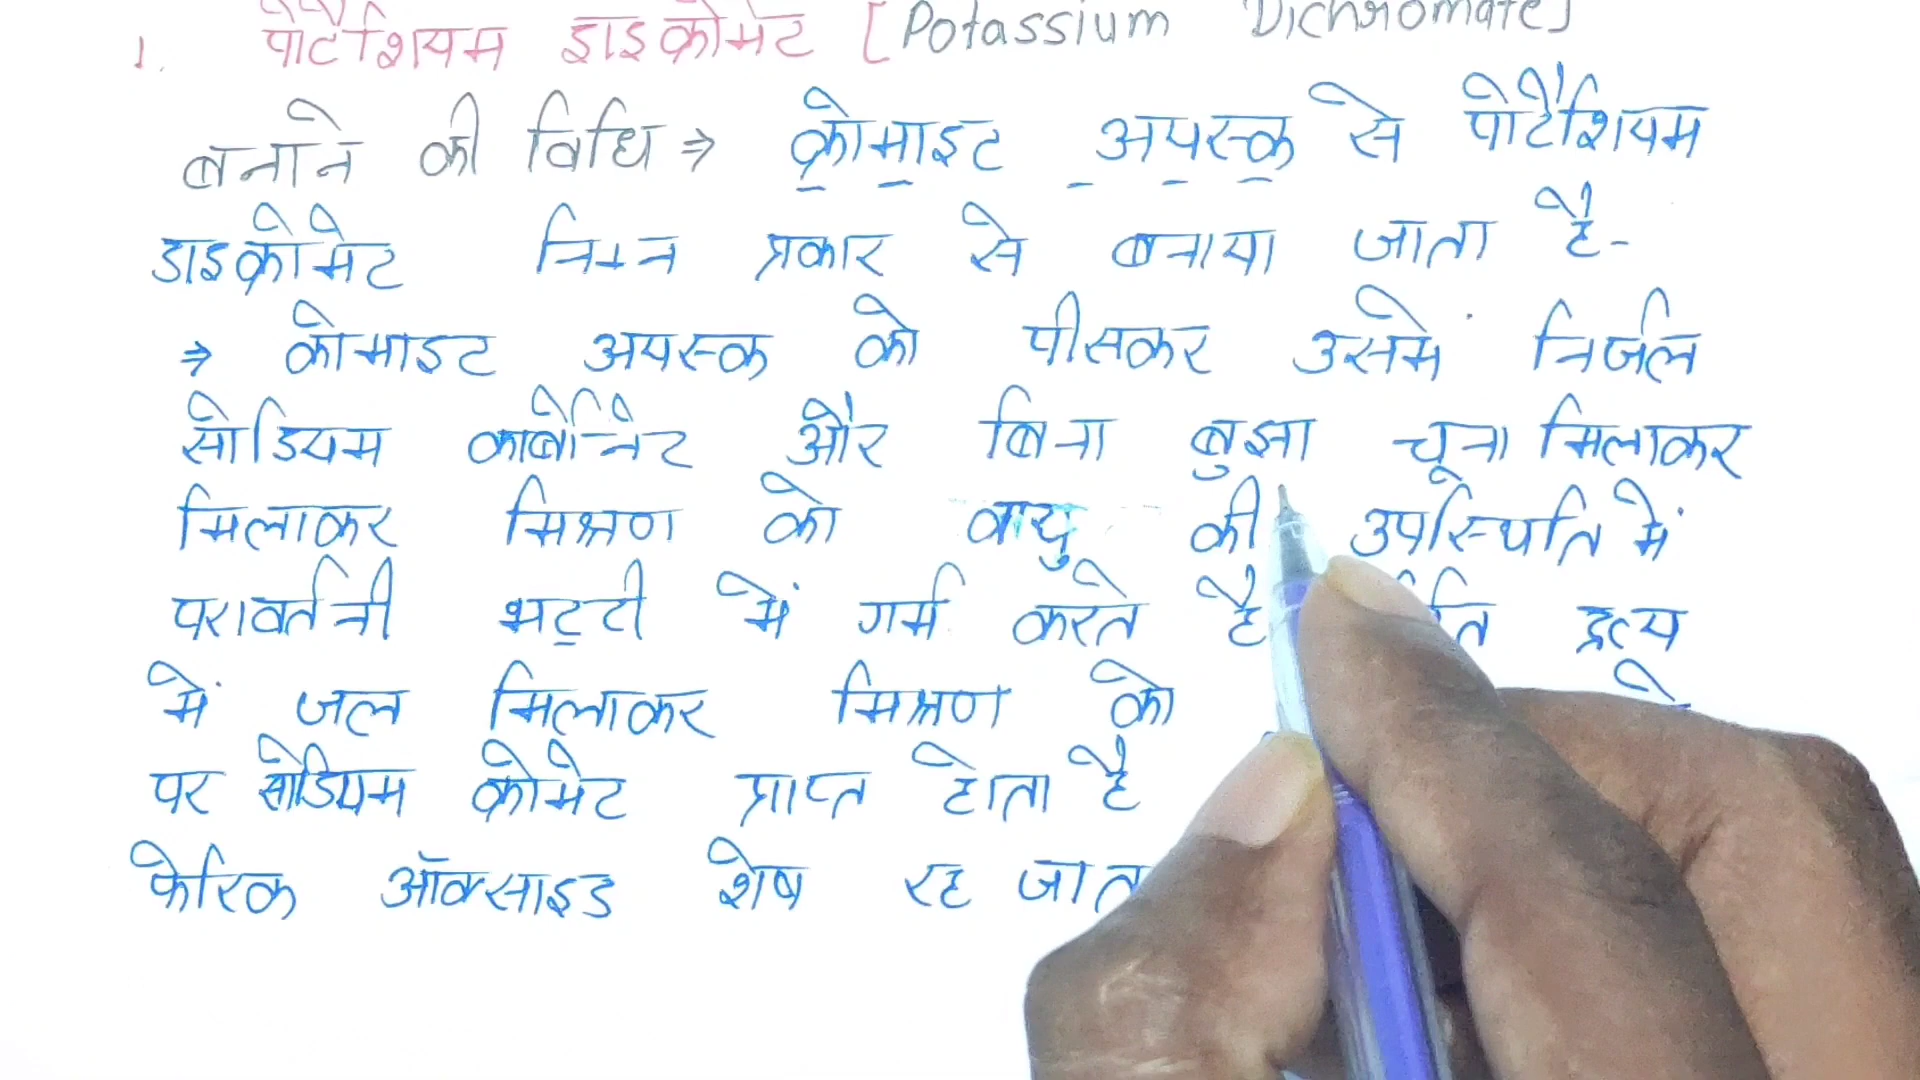 1. पोटैशियम डाइक्रोमेट [Potassium Dichromate]
बनाने की विधि ⇒ क्रोमाइट अयस्क से पोटैशियम
डाइक्रोमेट निम्न प्रकार से बनाया जाता है-
⇒ क्रोमाइट अयस्क को पीसकर उसमें निर्जल
सोडियम कार्बोनेट और बिना बुझा चूना मिलाकर
मिलाकर मिश्रण को वायु की उपस्थिति में
परावर्तनी भट्टी में गर्म करते है द्रव्य
में जल मिलाकर मिश्रण को
पर सोडियम क्रोमेट प्राप्त होता है
फेरिक ऑक्साइड शेष रह जाता